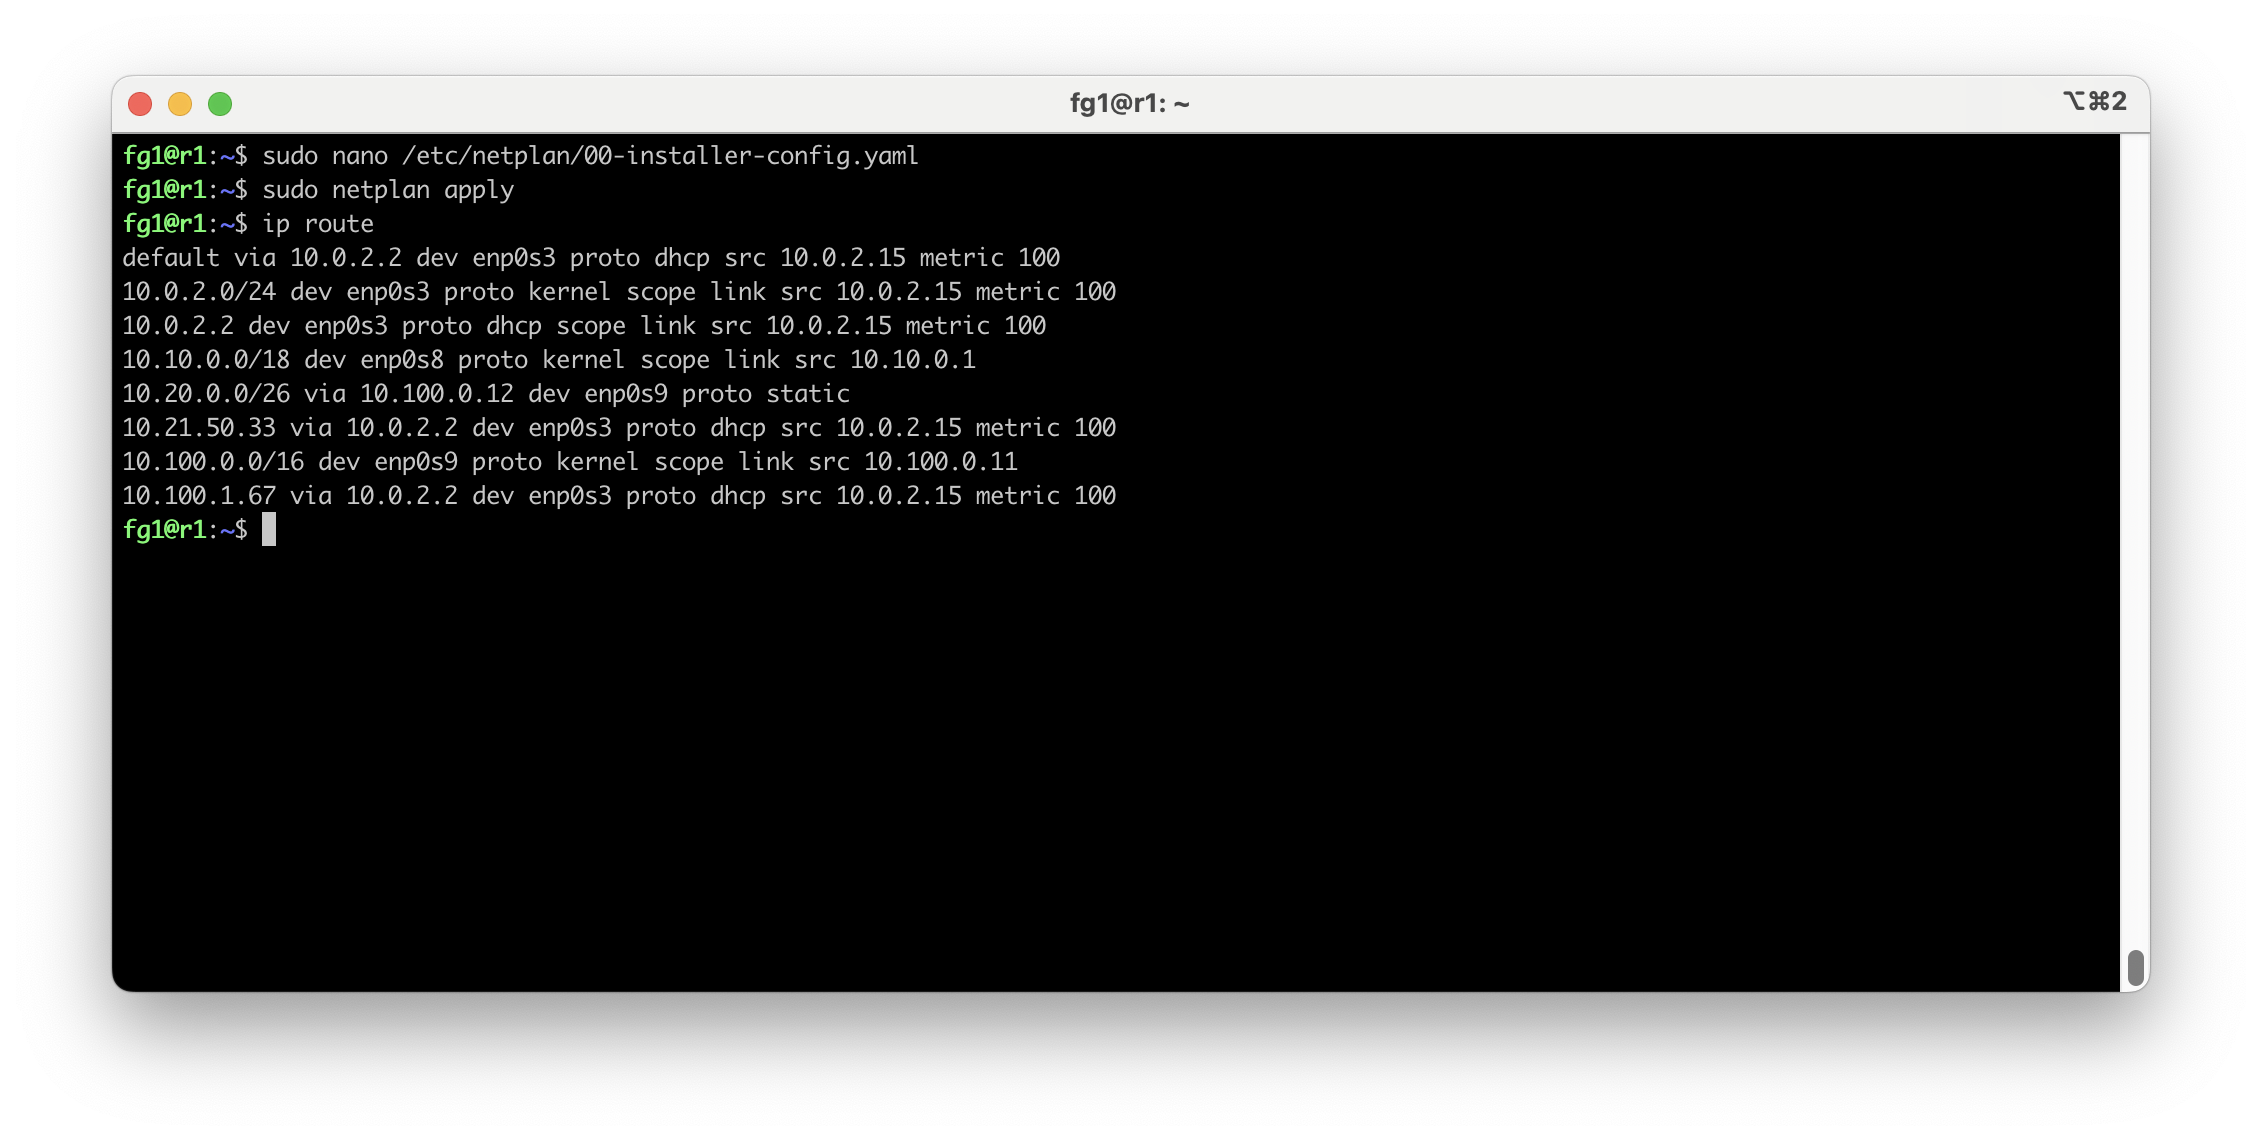 fg1@r1: ~
⌥⌘2
fg1@r1:~$ sudo nano /etc/netplan/00-installer-config.yaml
fg1@r1:~$ sudo netplan apply
fg1@r1:~$ ip route
default via 10.0.2.2 dev enp0s3 proto dhcp src 10.0.2.15 metric 100
10.0.2.0/24 dev enp0s3 proto kernel scope link src 10.0.2.15 metric 100
10.0.2.2 dev enp0s3 proto dhcp scope link src 10.0.2.15 metric 100
10.10.0.0/18 dev enp0s8 proto kernel scope link src 10.10.0.1
10.20.0.0/26 via 10.100.0.12 dev enp0s9 proto static
10.21.50.33 via 10.0.2.2 dev enp0s3 proto dhcp src 10.0.2.15 metric 100
10.100.0.0/16 dev enp0s9 proto kernel scope link src 10.100.0.11
10.100.1.67 via 10.0.2.2 dev enp0s3 proto dhcp src 10.0.2.15 metric 100
fg1@r1:~$